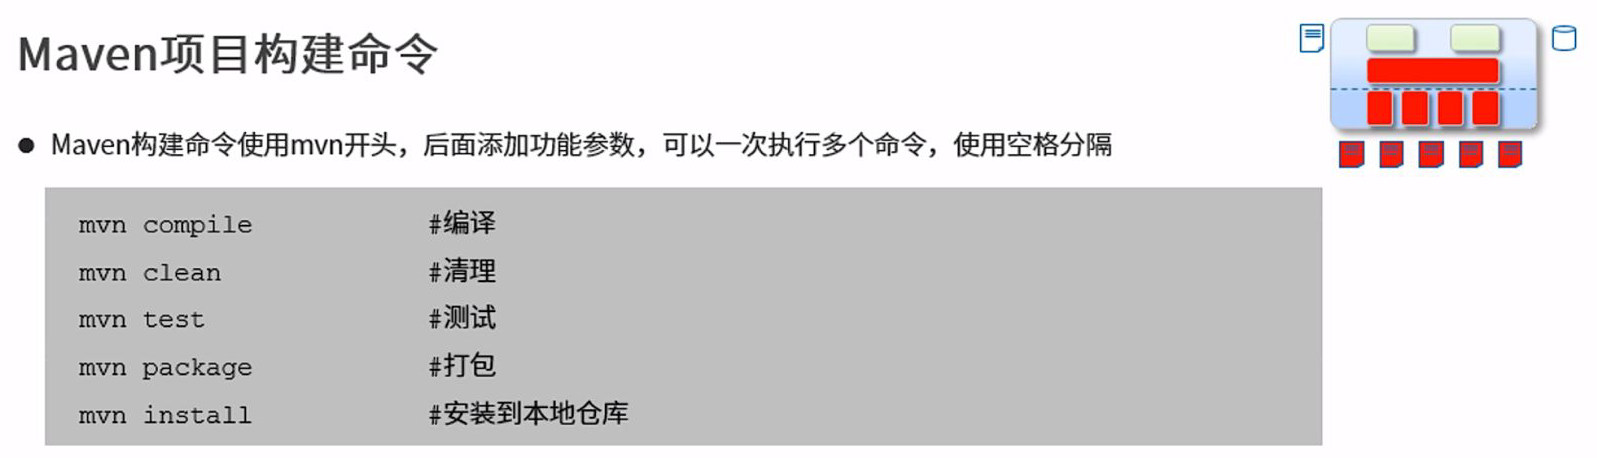 Maven项目构建命令
● Maven构建命令使用mvn开头，后面添加功能参数，可以一次执行多个命令，使用空格分隔
mvn compile #编译
mvn clean #清理
mvn test #测试
mvn package #打包
mvn install #安装到本地仓库